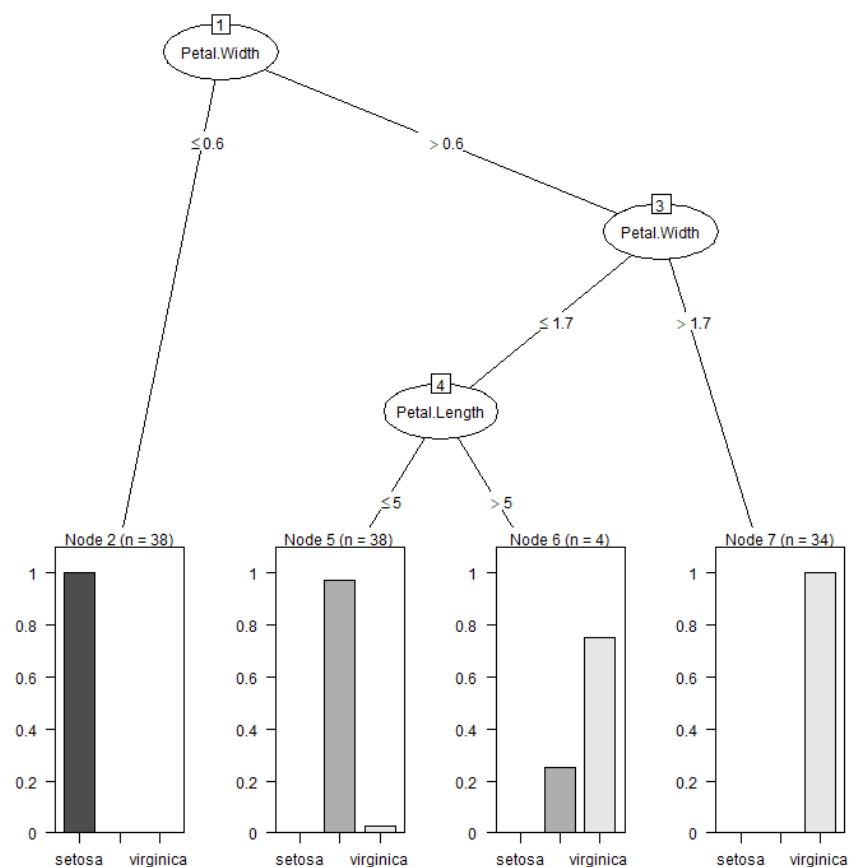 1
Petal.Width
≤ 0.6
> 0.6
3
Petal.Width
≤ 1.7
> 1.7
4
Petal.Length
≤ 5
> 5
Node 2 (n = 38)
1
0.8
0.6
0.4
0.2
0
setosa
virginica
Node 5 (n = 38)
1
0.8
0.6
0.4
0.2
0
setosa
virginica
Node 6 (n = 4)
1
0.8
0.6
0.4
0.2
0
setosa
virginica
Node 7 (n = 34)
1
0.8
0.6
0.4
0.2
0
setosa
virginica